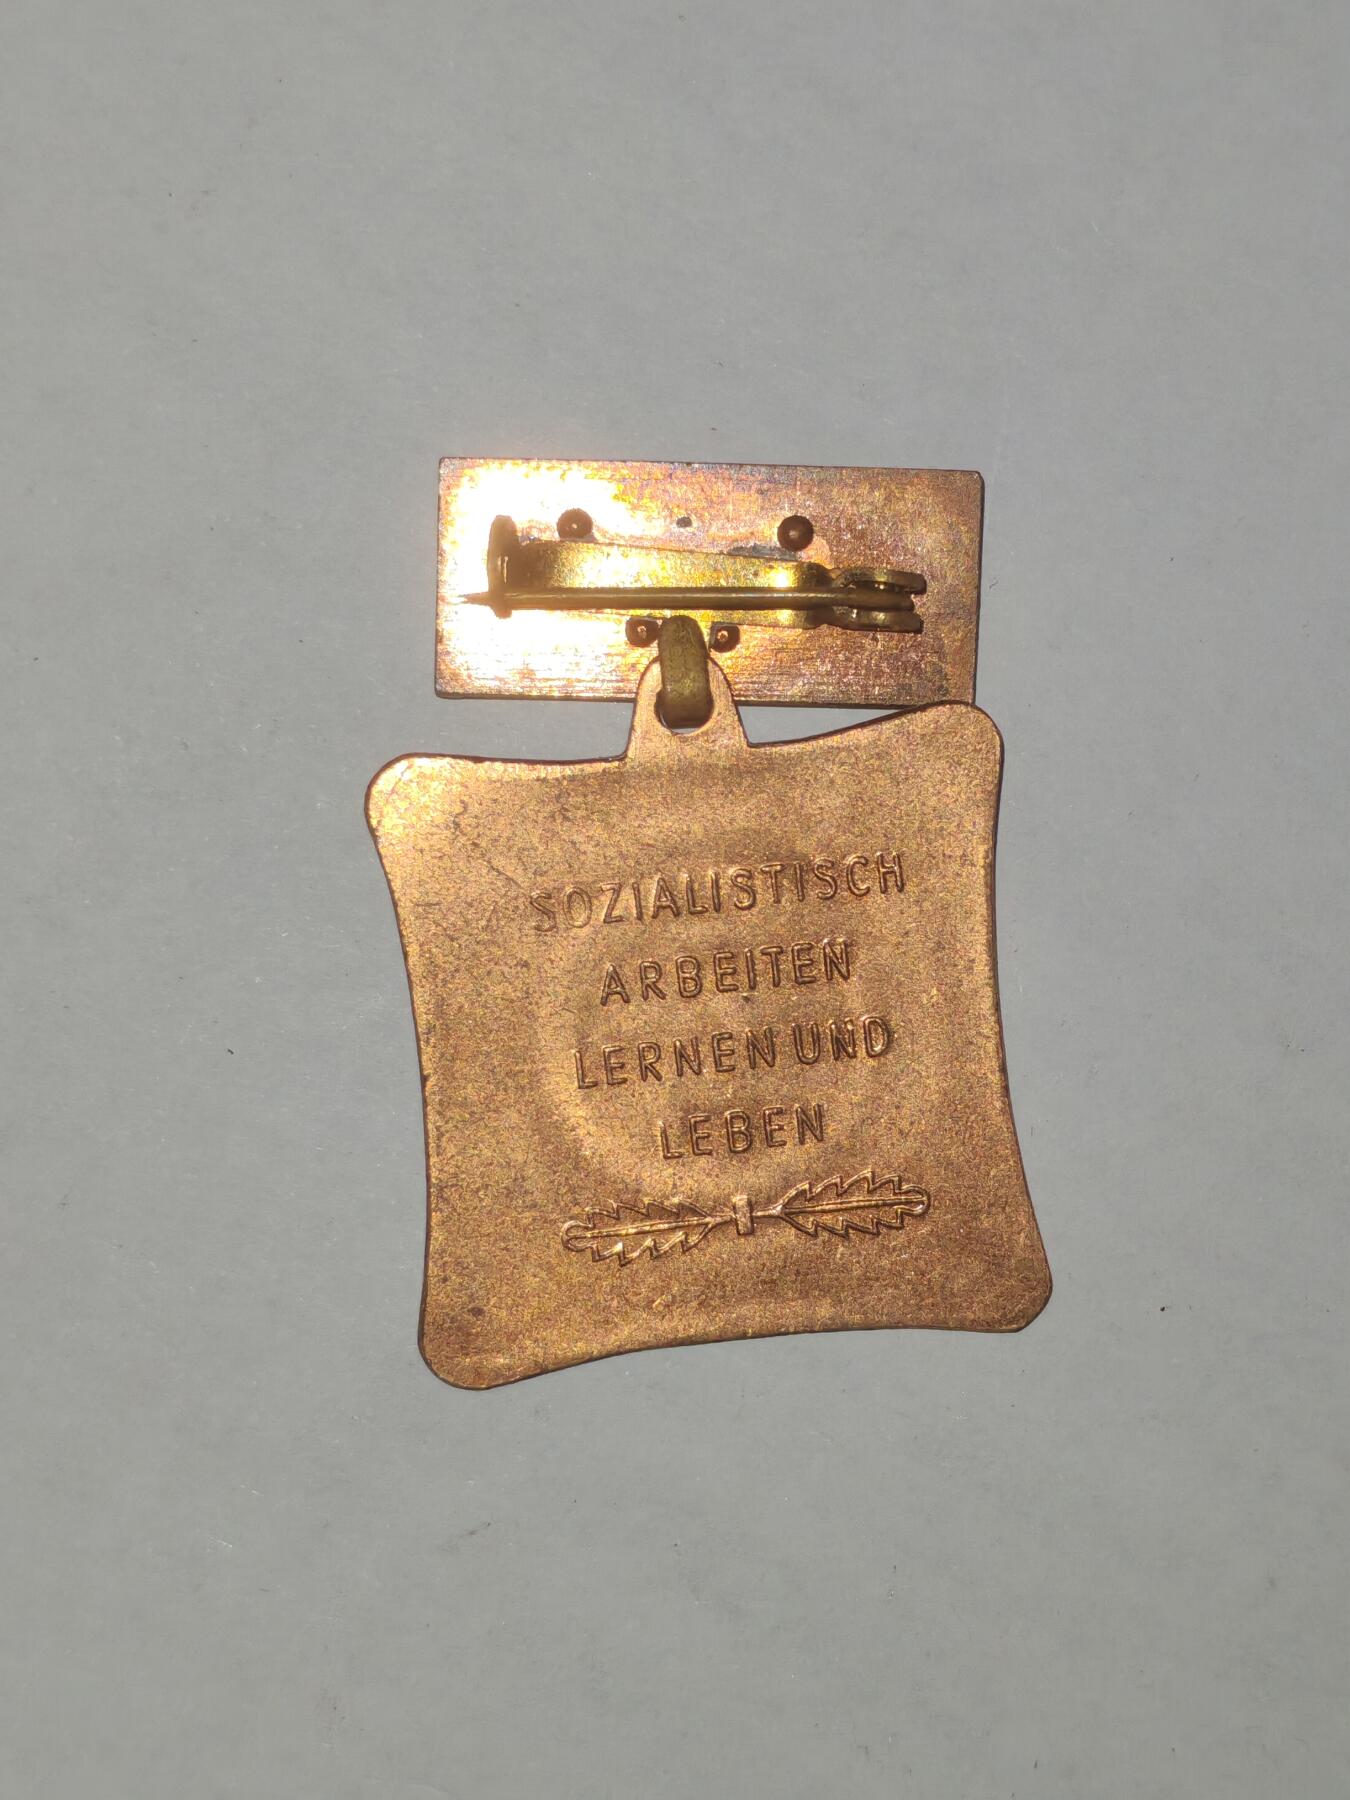 SOZIALISTISCH
ARBEITEN
LERNEN UND
LEBEN